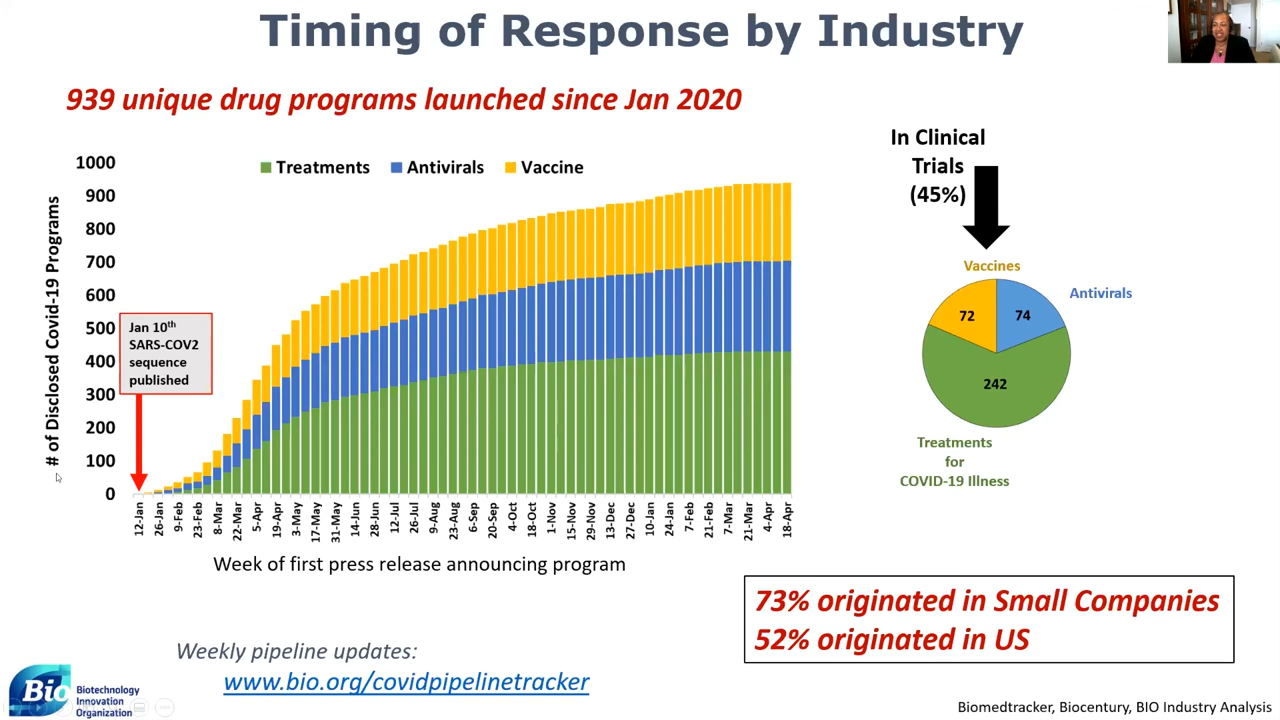 Timing of Response by Industry
939 unique drug programs launched since Jan 2020
Treatments
Antivirals
Vaccine
# of Disclosed Covid-19 Programs
1000
900
800
700
600
500
400
300
200
100
0
Jan 10th
SARS-COV2
sequence
published
12-Jan
26-Jan
9-Feb
23-Feb
8-Mar
22-Mar
5-Apr
19-Apr
3-May
17-May
31-May
14-Jun
28-Jun
12-Jul
26-Jul
9-Aug
23-Aug
6-Sep
20-Sep
4-Oct
18-Oct
1-Nov
15-Nov
29-Nov
13-Dec
27-Dec
10-Jan
24-Jan
7-Feb
21-Feb
7-Mar
21-Mar
4-Apr
18-Apr
Week of first press release announcing program
In Clinical
Trials
(45%)
Vaccines
Antivirals
72
74
242
Treatments
for
COVID-19 Illness
73% originated in Small Companies
52% originated in US
Weekly pipeline updates:
www.bio.org/covidpipelinetracker
Bio
Biotechnology
Innovation
Organization
Biomedtracker, Biocentury, BIO Industry Analysis